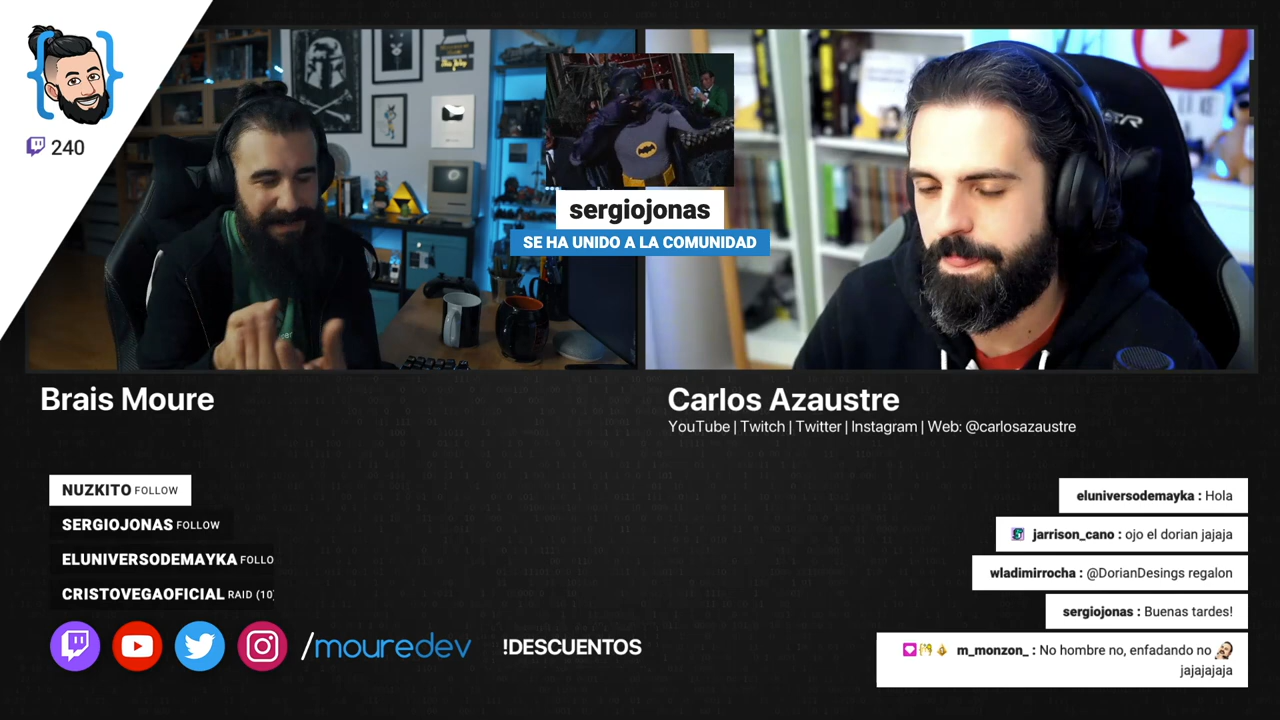 240
sergiojonas
SE HA UNIDO A LA COMUNIDAD
Brais Moure
Carlos Azaustre
YouTube | Twitch | Twitter | Instagram | Web: @carlosazaustre
NUZKITO FOLLOW
SERGIOJONAS FOLLOW
ELUNIVERSODEMAYKA FOLLO
CRISTOVEGAOFICIAL RAID (10
/mouredev
!DESCUENTOS
eluniversodemayka : Hola
jarrison_cano : ojo el dorian jajaja
wladimirrocha : @DorianDesings regalon
sergiojonas : Buenas tardes!
m_monzon_ : No hombre no, enfadando no
jajajajaja